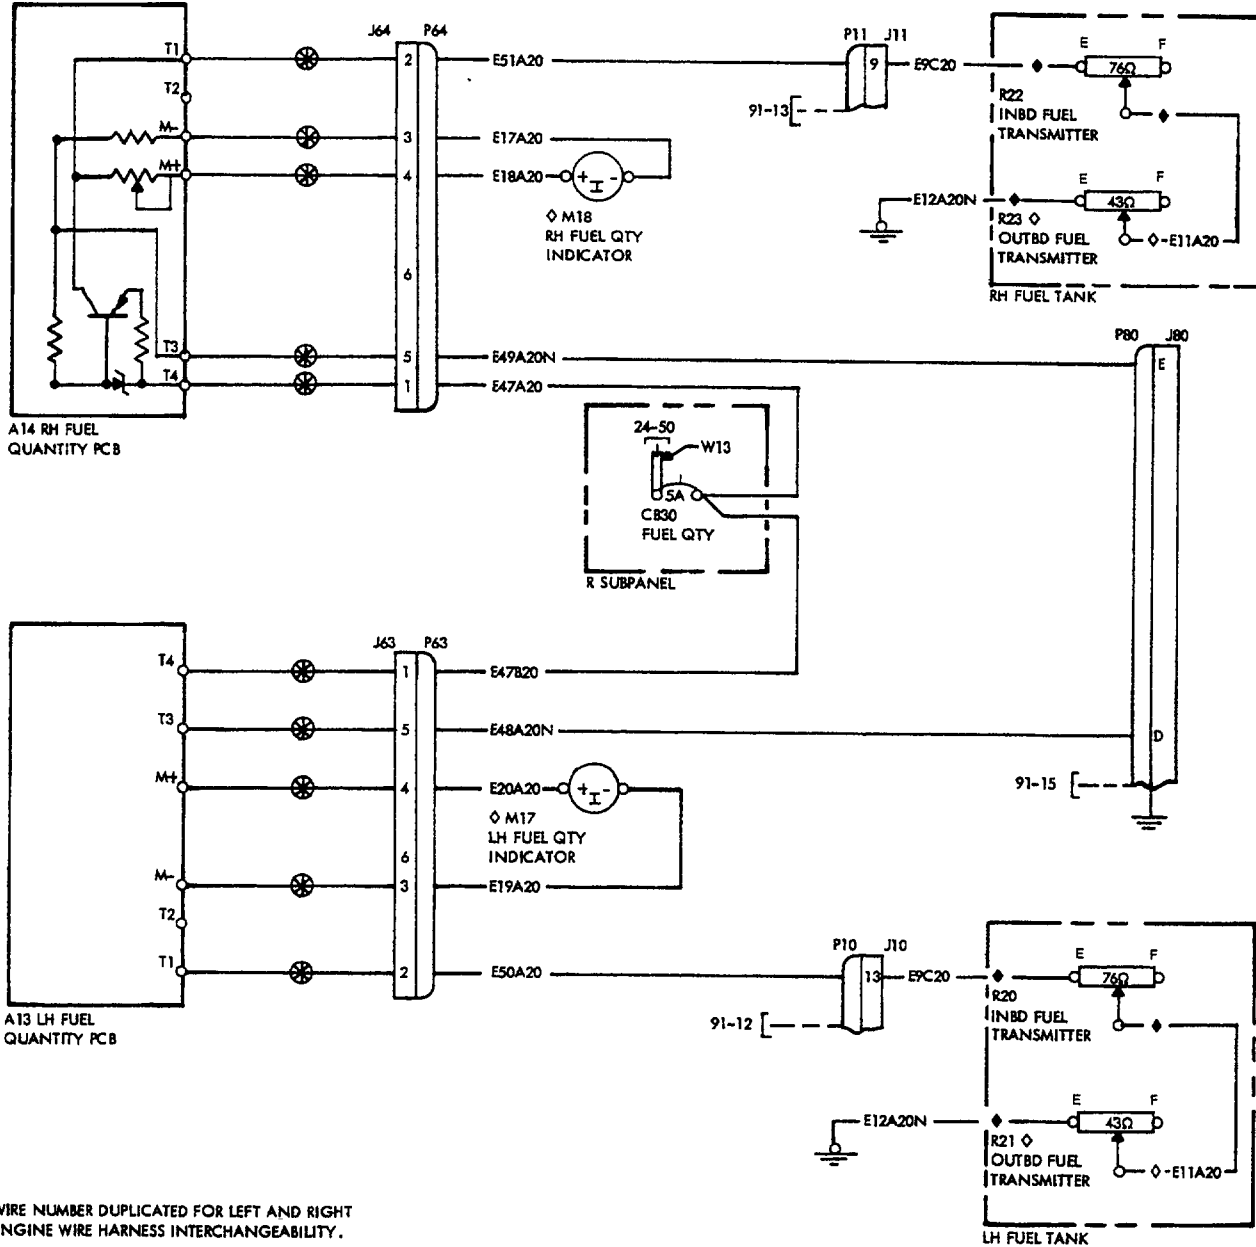 J64 P64
T1
2
E51A20
P11 J11
9
E9C20
E F
76Ω
T2
91-13
R22
INBD FUEL
TRANSMITTER
M-
3
E17A20
M+
4
E18A20
+ I -
◊ M18
RH FUEL QTY
INDICATOR
E F
43Ω
E12A20N
R23 ◊
OUTBD FUEL
TRANSMITTER
◊-E11A20
6
RH FUEL TANK
P80 J80
T3
5
E49A20N
E
T4
1
E47A20
A14 RH FUEL
QUANTITY PCB
24-50
W13
5A
CB30
FUEL QTY
R SUBPANEL
J63 P63
T4
1
E47B20
T3
5
E48A20N
D
M+
4
E20A20
+ I -
91-15
◊ M17
LH FUEL QTY
INDICATOR
6
M-
3
E19A20
T2
P10 J10
T1
2
E50A20
13
E9C20
E F
76Ω
R20
INBD FUEL
TRANSMITTER
A13 LH FUEL
QUANTITY PCB
91-12
E F
43Ω
E12A20N
R21 ◊
OUTBD FUEL
TRANSMITTER
◊-E11A20
WIRE NUMBER DUPLICATED FOR LEFT AND RIGHT
NGINE WIRE HARNESS INTERCHANGEABILITY.
LH FUEL TANK